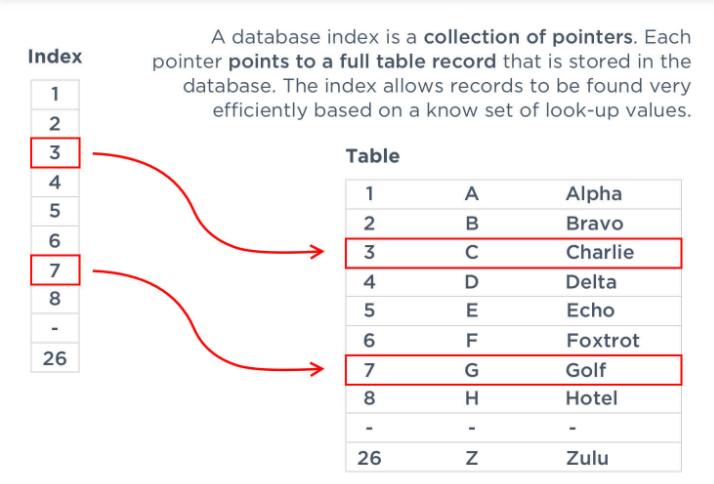 A database index is a collection of pointers. Each
pointer points to a full table record that is stored in the
database. The index allows records to be found very
efficiently based on a know set of look-up values.
Index
1
2
3
4
5
6
7
8
-
26
Table
1 A Alpha
2 B Bravo
3 C Charlie
4 D Delta
5 E Echo
6 F Foxtrot
7 G Golf
8 H Hotel
- - -
26 Z Zulu